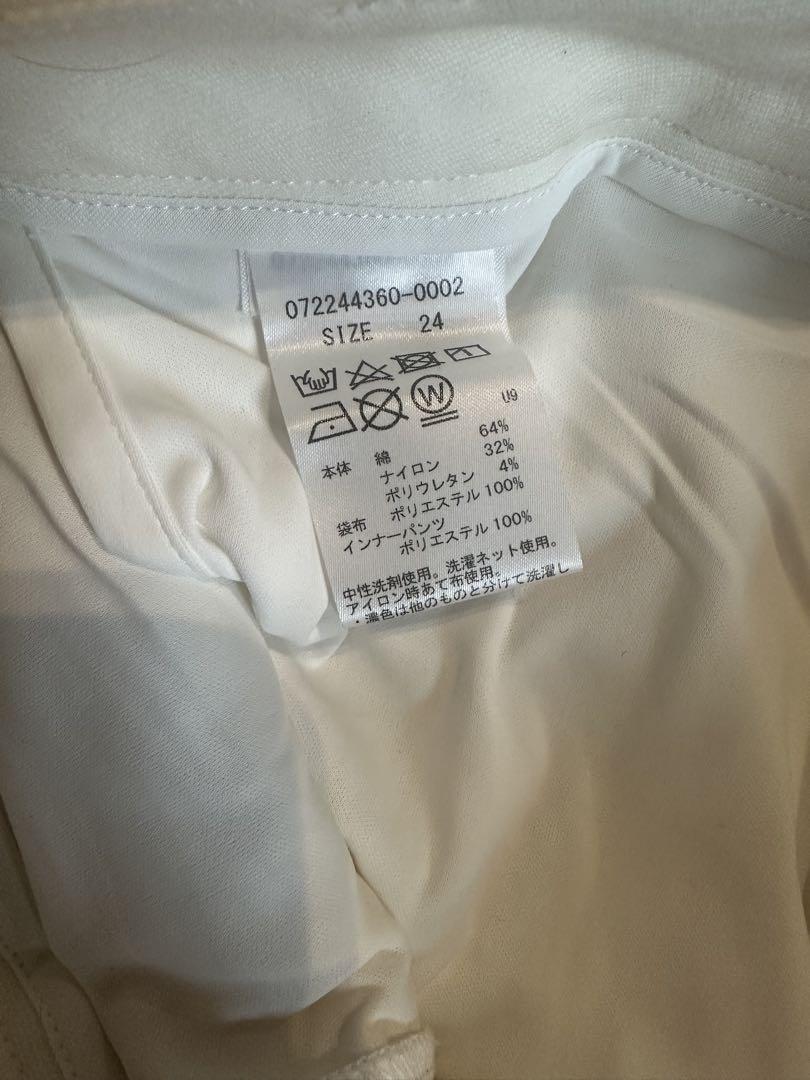 072244360-0002
SIZE 24
W
U9
本体 綿 64%
ナイロン 32%
ポリウレタン 4%
袋布 ポリエステル 100%
インナーパンツ
ポリエステル 100%
中性洗剤使用。洗濯ネット使用。
アイロン時あて布使用。
・濃色は他のものと分けて洗濯し